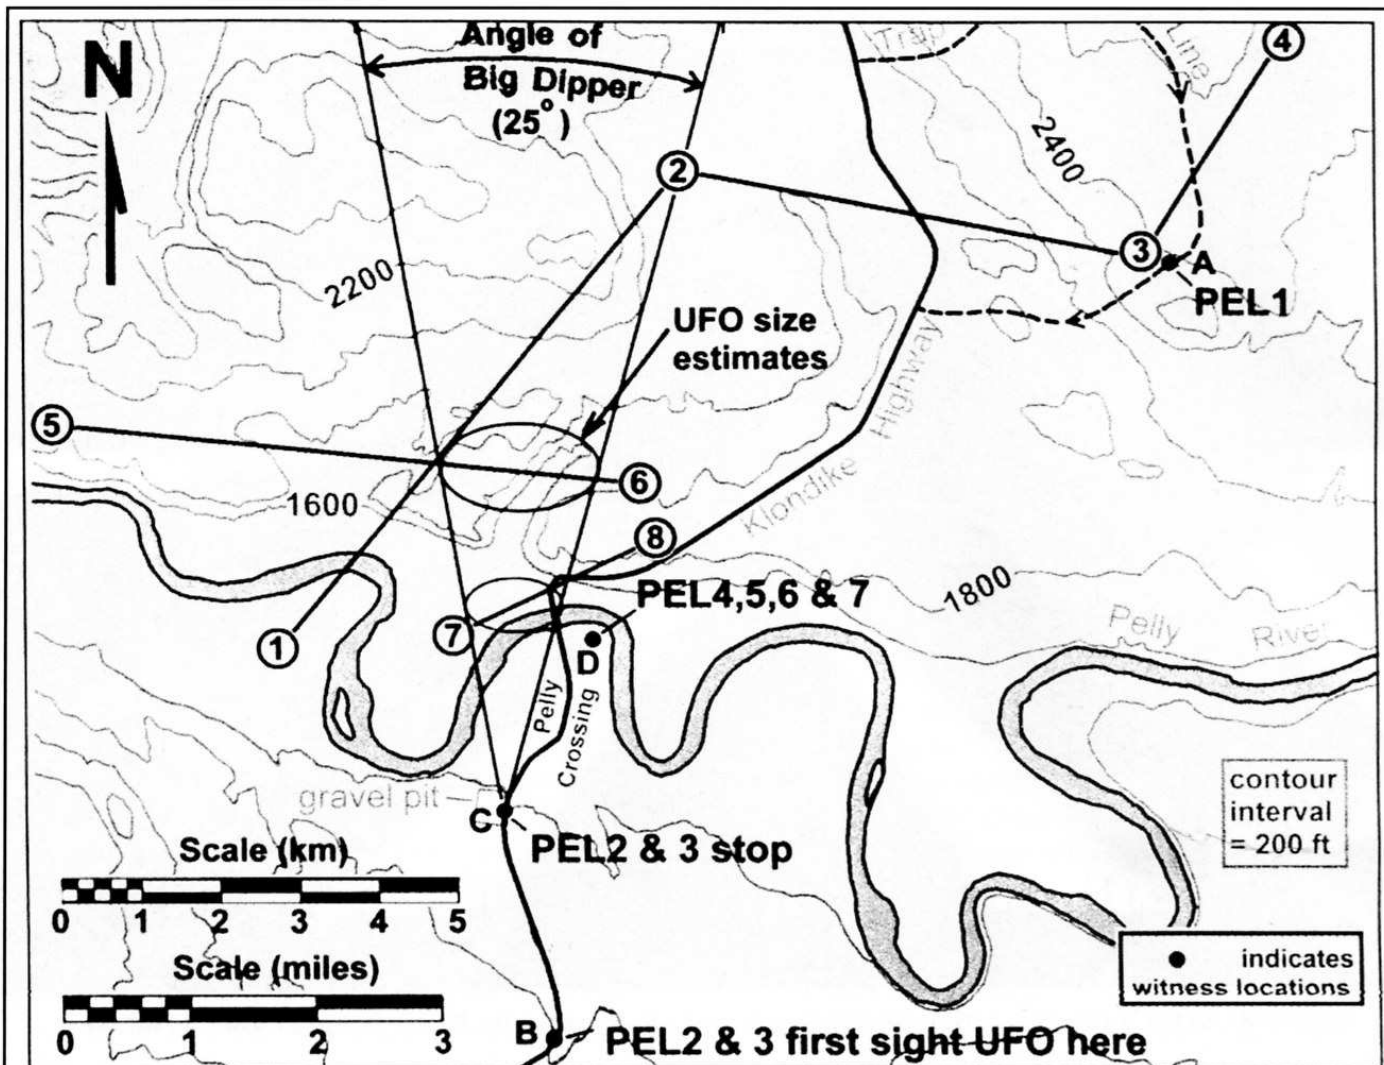 N
Angle of
Big Dipper
(25°)
Trap
Line
4
2
2400
3
A
PEL1
2200
UFO size
estimates
Klondike Highway
5
6
1600
8
PEL4,5,6 & 7
1800
Pelly River
1
7
D
Pelly
Crossing
gravel pit
C
PEL2 & 3 stop
contour
interval
= 200 ft
Scale (km)
0 1 2 3 4 5
Scale (miles)
0 1 2 3
indicates
witness locations
B
PEL2 & 3 first sight UFO here